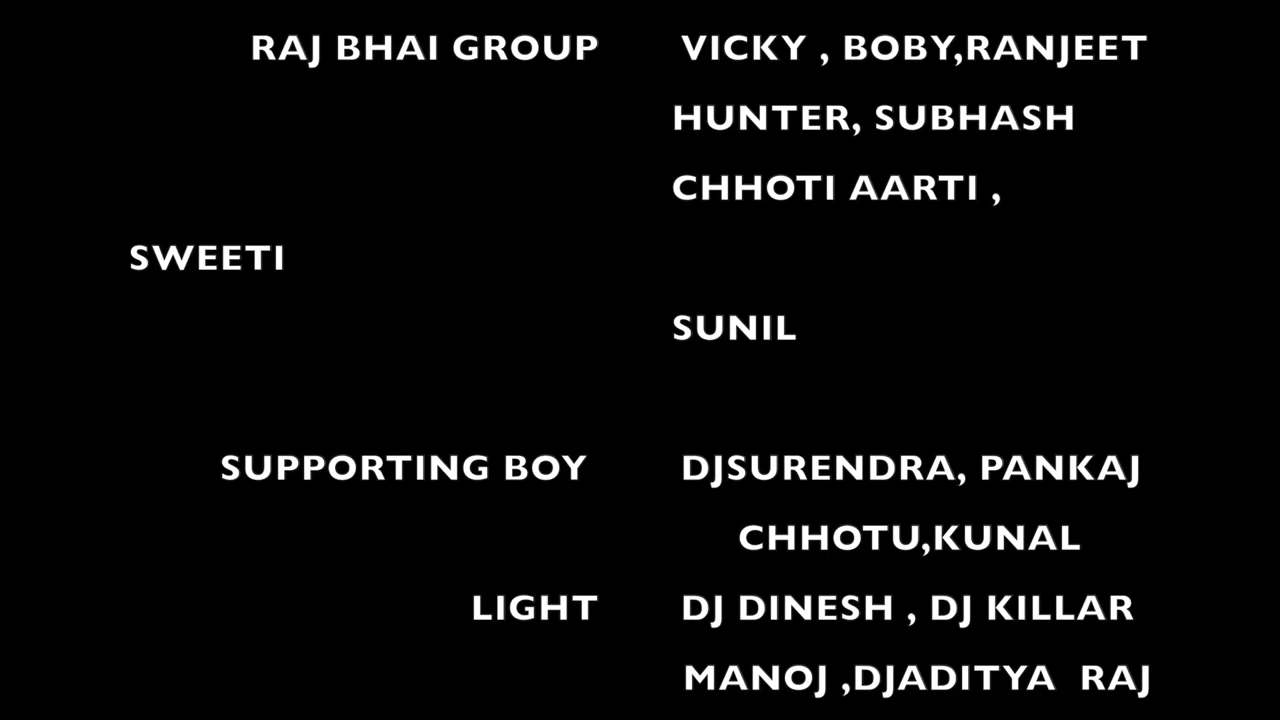 RAJ BHAI GROUP VICKY , BOBY,RANJEET
HUNTER, SUBHASH
CHHOTI AARTI ,
SWEETI
SUNIL
SUPPORTING BOY DJSURENDRA, PANKAJ
CHHOTU,KUNAL
LIGHT DJ DINESH , DJ KILLAR
MANOJ ,DJADITYA RAJ